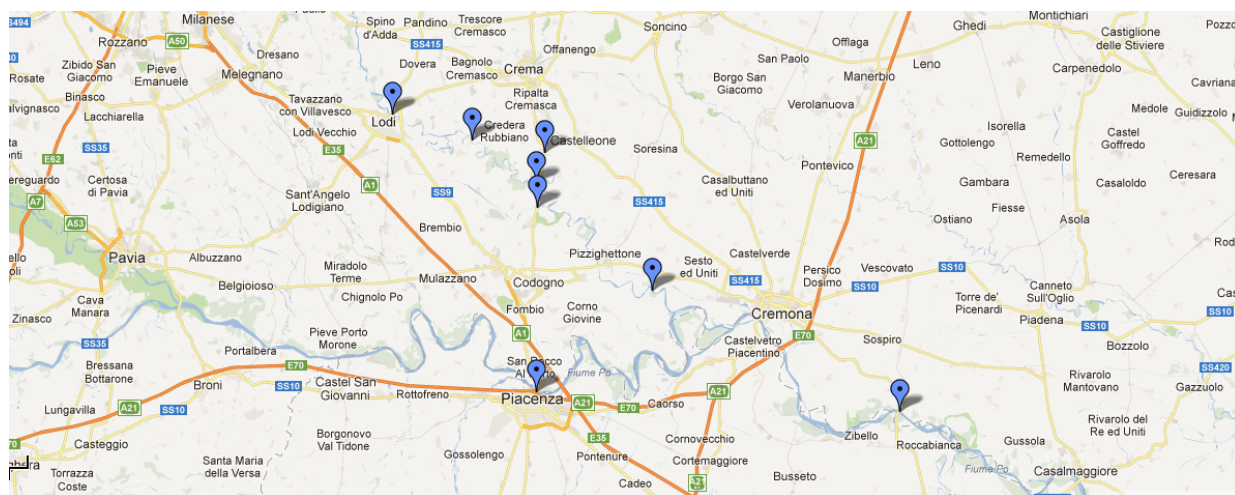 SS494
Milanese
Paullo
Spino
d'Adda
Pandino
Trescore
Cremasco
Soncino
Montichiari
Pozzo
Rozzano
A50
Dresano
SS415
Offanengo
Offlaga
Ghedi
Castiglione
delle Stiviere
Zibido San
Giacomo
Pieve
Emanuele
Melegnano
Dovera
Bagnolo
Cremasco
Crema
San Paolo
Leno
Manerbio
Carpenedolo
Rosate
Binasco
Tavazzano
con Villavesco
Ripalta
Cremasca
Borgo San
Giacomo
Verolanuova
Cavriana
Medole
Guidizzolo
Lacchiarella
Lodi
Credera
Rubbiano
Castelleone
Isorella
Castel
Goffredo
Lodi Vecchio
SS35
E35
Soresina
A21
Gottolengo
Remedello
E62
Certosa
di Pavia
A1
Pontevico
Gambara
Casaloldo
Ceresara
A7
Sant'Angelo
Lodigiano
SS9
Casalbuttano
ed Uniti
Fiesse
SS415
Asola
A53
Ostiano
Brembio
Pavia
Albuzzano
Pizzighettone
Sesto
ed Uniti
Castelverde
Miradolo
Terme
Mulazzano
Codogno
SS415
Persico
Dosimo
Vescovato
SS10
SS10
Belgioioso
Chignolo Po
Canneto
Sull'Oglio
Cava
Manara
Fombio
Corno
Giovine
Cremona
Torre de'
Picenardi
Piadena
Zinasco
Pieve Porto
Morone
A1
Castelvetro
Piacentino
E70
Sospiro
SS10
Bozzolo
SS35
Portalbera
San Rocco
Fiume Po
Bressana
Bottarone
E70
Broni
SS10
Castel San
Giovanni
Rottofreno
Piacenza
A21
E70
Caorso
A21
Rivarolo
Mantovano
SS420
Gazzuolo
Lungavilla
A21
SS10
Rivarolo del
Re ed Uniti
Casteggio
Borgonovo
Val Tidone
E35
Cornovecchio
Zibello
Roccabianca
Gussola
Santa Maria
della Versa
Gossolengo
Pontenure
Cortemaggiore
Busseto
Fiume Po
Casalmaggiore
Torrazza
Coste
Cadeo